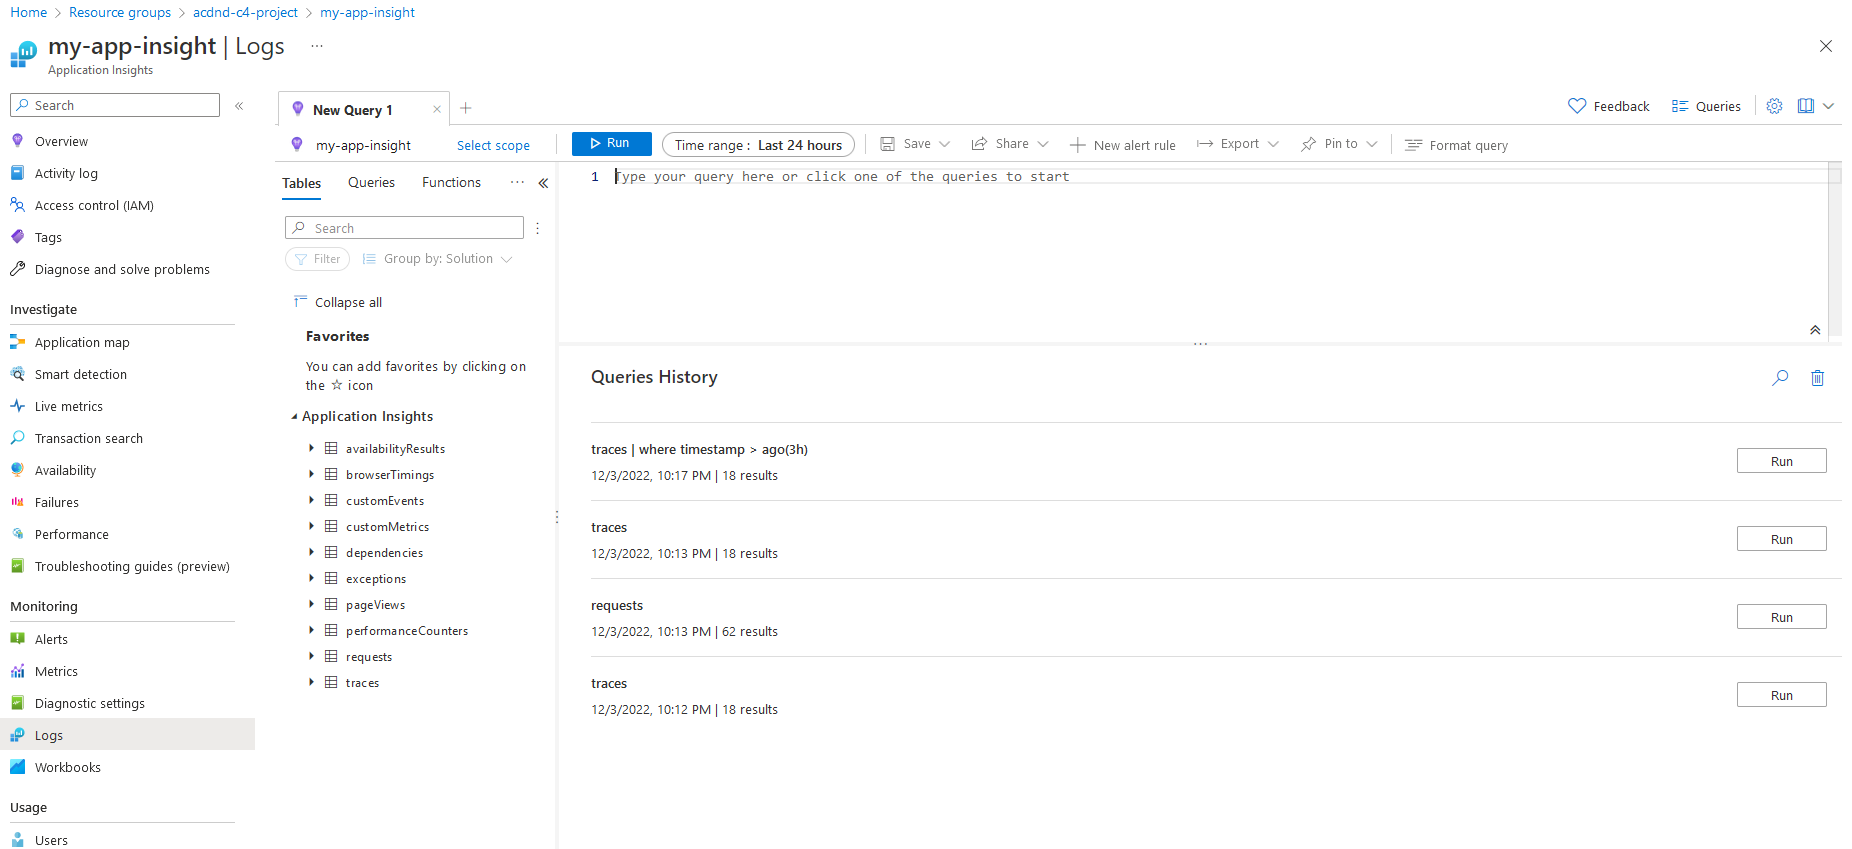 Home > Resource groups > acdnd-c4-project > my-app-insight
my-app-insight | Logs ...
Application Insights
Search «
Overview
Activity log
Access control (IAM)
Tags
Diagnose and solve problems
Investigate
Application map
Smart detection
Live metrics
Transaction search
Availability
Failures
Performance
Troubleshooting guides (preview)
Monitoring
Alerts
Metrics
Diagnostic settings
Logs
Workbooks
Usage
Users
New Query 1
Feedback Queries
my-app-insight Select scope Run Time range : Last 24 hours Save Share New alert rule Export Pin to Format query
Tables Queries Functions ... «
Search
Filter Group by: Solution
Collapse all
Favorites
You can add favorites by clicking on
the ☆ icon
Application Insights
availabilityResults
browserTimings
customEvents
customMetrics
dependencies
exceptions
pageViews
performanceCounters
requests
traces
1 Type your query here or click one of the queries to start
Queries History
traces | where timestamp > ago(3h)
12/3/2022, 10:17 PM | 18 results
Run
traces
12/3/2022, 10:13 PM | 18 results
Run
requests
12/3/2022, 10:13 PM | 62 results
Run
traces
12/3/2022, 10:12 PM | 18 results
Run